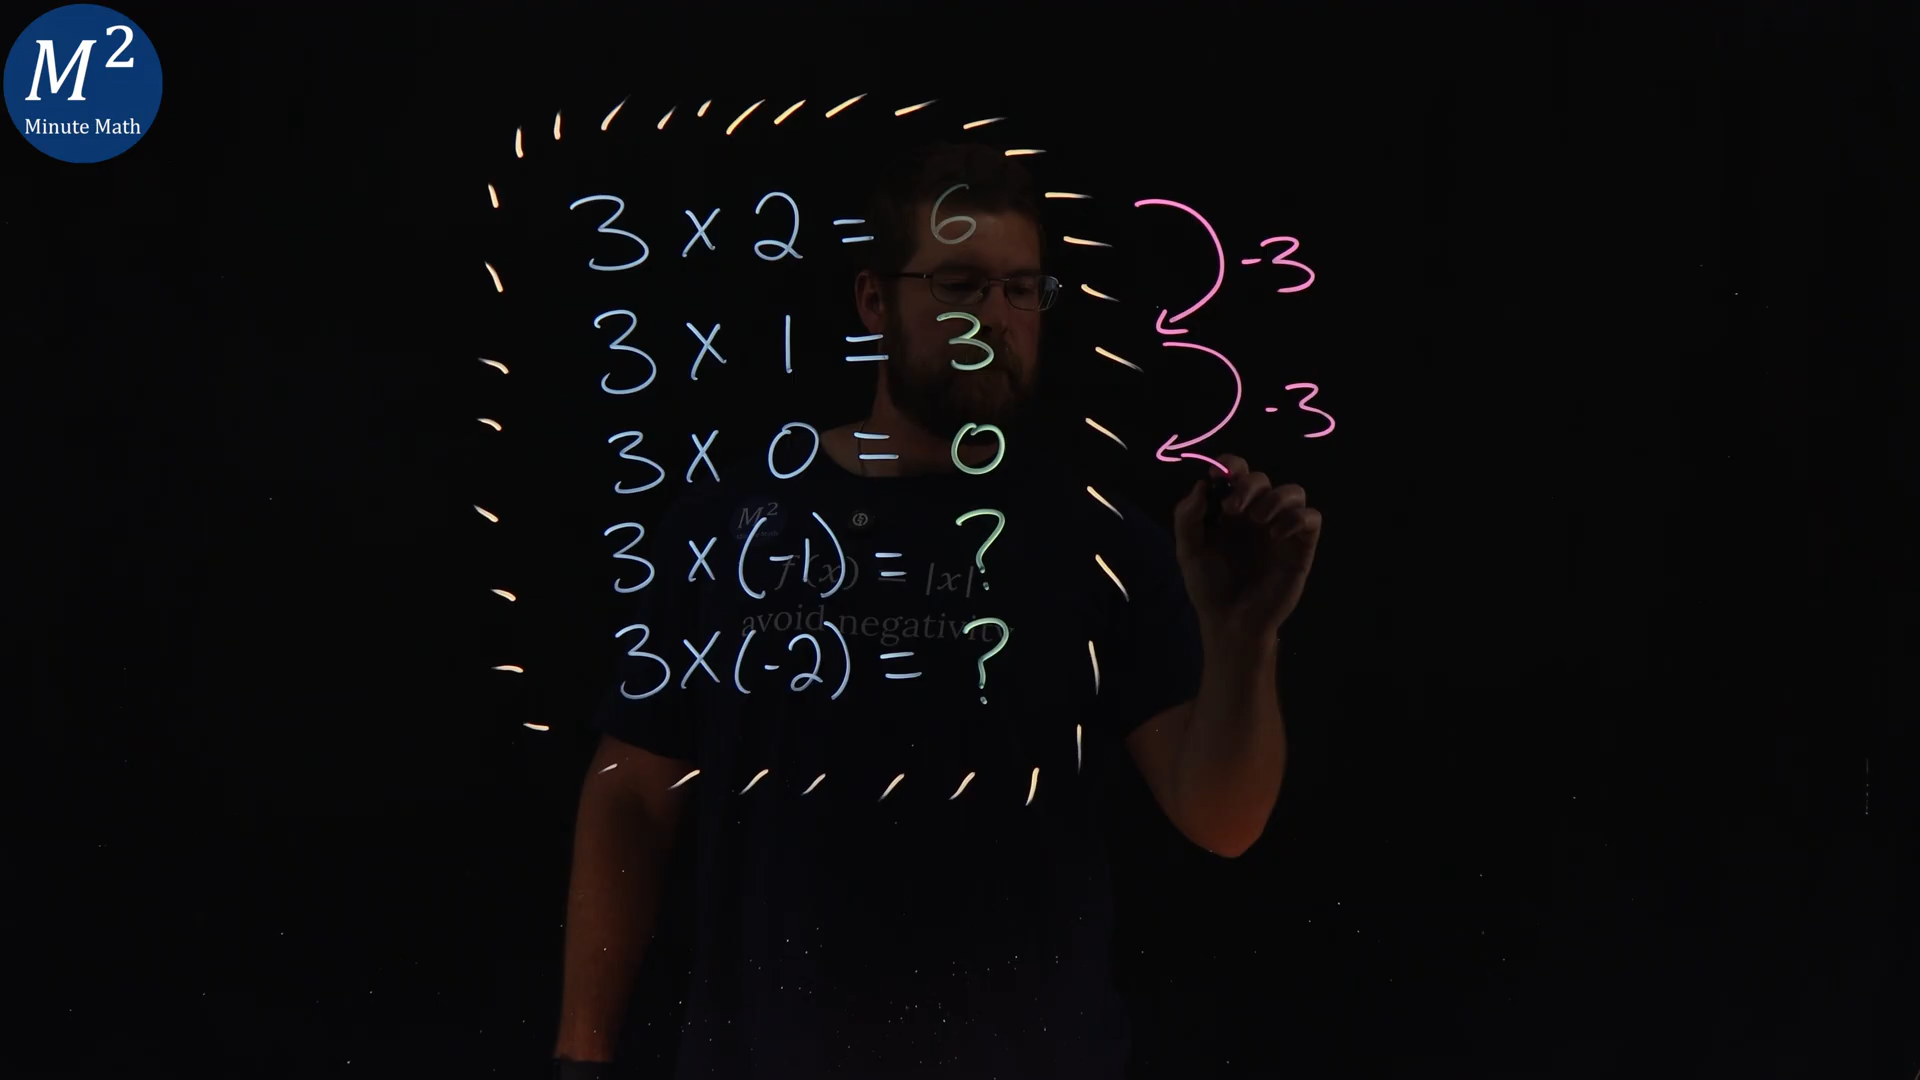 M²
Minute Math
3 x 2 = 6
-3
3 x 1 = 3
-3
3 x 0 = 0
M²
3 x (-1) = ?
f(x) = |x|
avoid negativity
3 x (-2) = ?